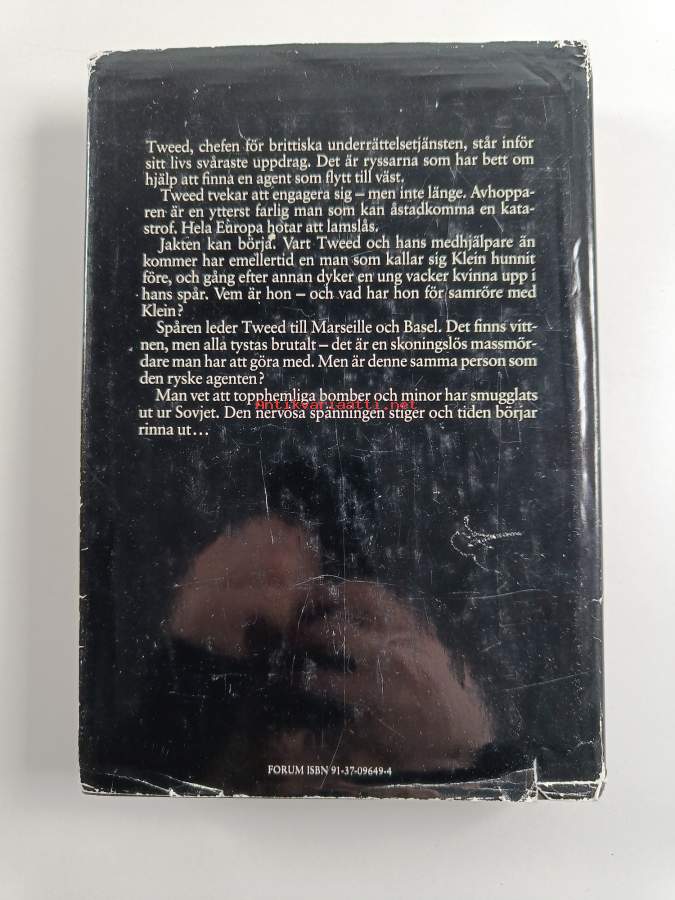 Tweed, chefen för brittiska underrättelsetjänsten, står inför
sitt livs svåraste uppdrag. Det är ryssarna som har bett om
hjälp att finna en agent som flytt till väst.
Tweed tvekar att engagera sig – men inte länge. Avhoppa-
ren är en ytterst farlig man som kan åstadkomma en kata-
strof. Hela Europa hotar att lamslås.
Jakten kan börja. Vart Tweed och hans medhjälpare än
kommer har emellertid en man som kallar sig Klein hunnit
före, och gång efter annan dyker en ung vacker kvinna upp i
hans spår. Vem är hon – och vad har hon för samröre med
Klein?
Spåren leder Tweed till Marseille och Basel. Det finns vitt-
nen, men alla tystas brutalt – det är en skoningslös massmör-
dare man har att göra med. Men är denne samma person som
den ryske agenten?
Man vet att topphemliga bomber och minor har smugglats
Antikvariaatti.net
ut ur Sovjet. Den nervösa spänningen stiger och tiden börjar
rinna ut…
FORUM ISBN 91-37-09649-4